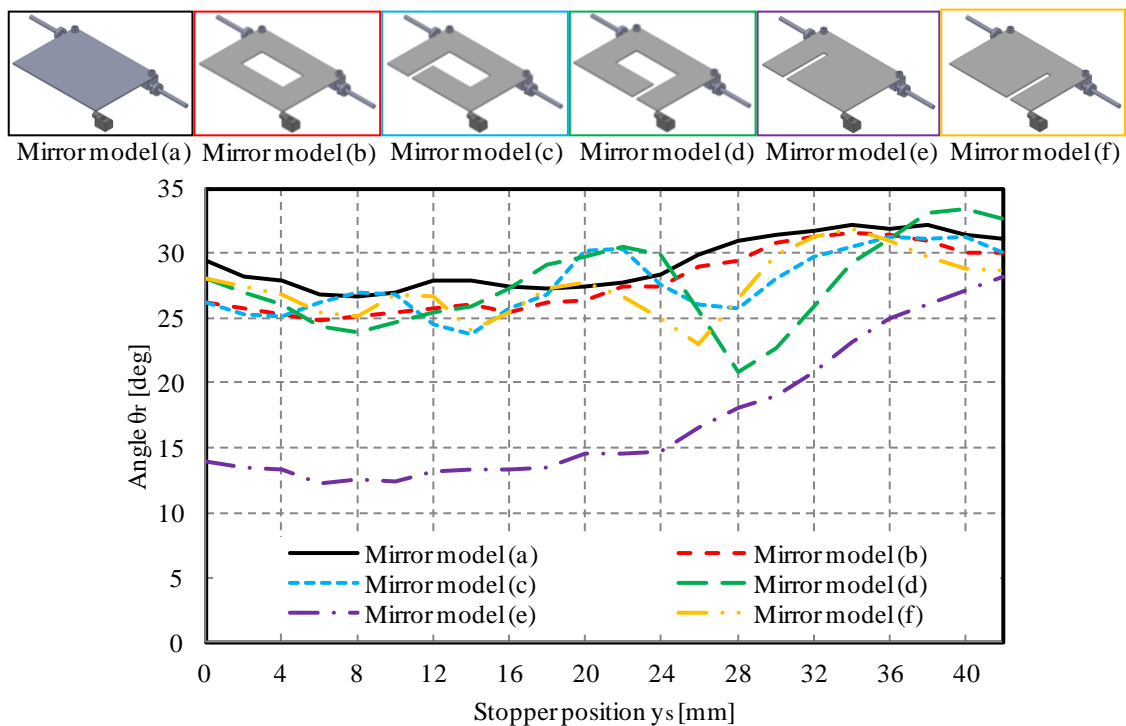 Mirror model (a) Mirror model (b) Mirror model (c) Mirror model (d) Mirror model (e) Mirror model (f)
35
30
25
20
15
10
5
0
Angle θr [deg]
Mirror model (a) Mirror model (b)
Mirror model (c) Mirror model (d)
Mirror model (e) Mirror model (f)
0 4 8 12 16 20 24 28 32 36 40
Stopper position ys [mm]